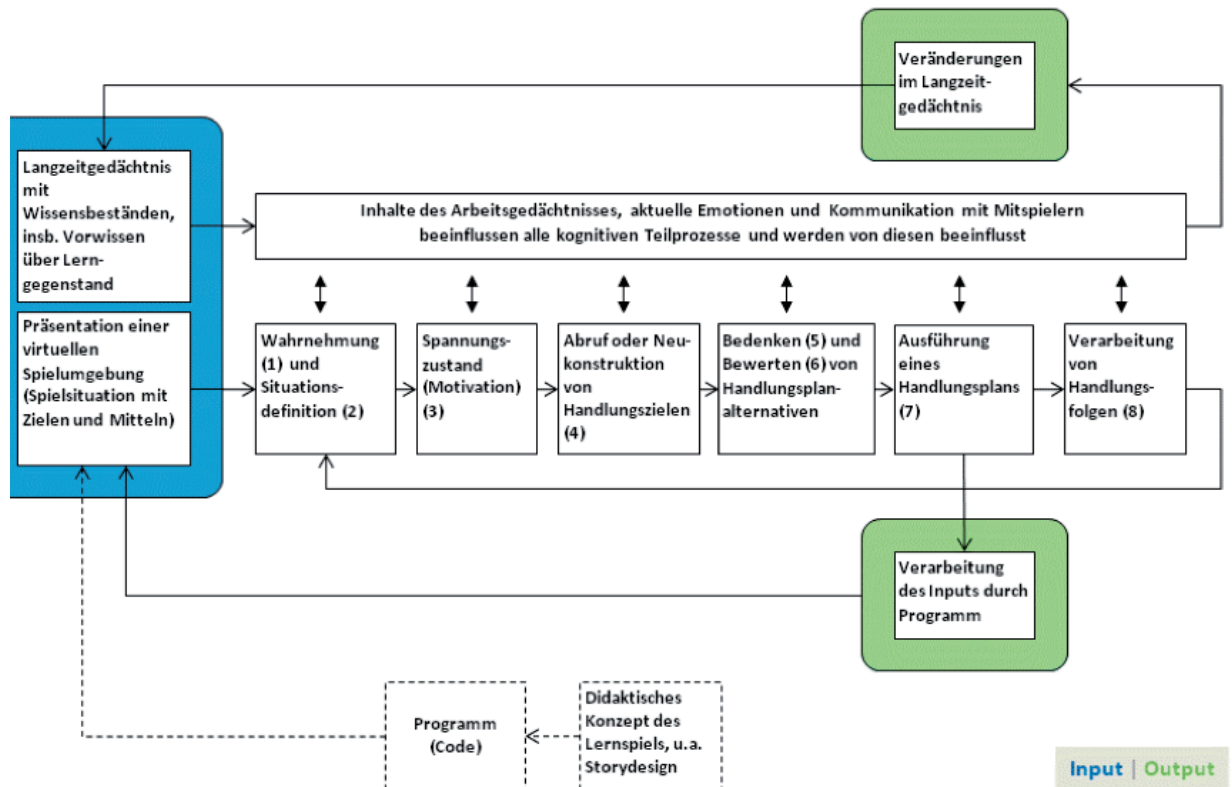 Veränderungen
im Langzeit-
gedächtnis
Langzeitgedächtnis
mit
Wissensbeständen,
insb. Vorwissen
über Lern-
gegenstand
Inhalte des Arbeitsgedächtnisses, aktuelle Emotionen und Kommunikation mit Mitspielern
beeinflussen alle kognitiven Teilprozesse und werden von diesen beeinflusst
Präsentation einer
virtuellen
Spielumgebung
(Spielsituation mit
Zielen und Mitteln)
Wahrnehmung
(1) und
Situations-
definition (2)
Spannungs-
zustand
(Motivation)
(3)
Abruf oder Neu-
konstruktion
von
Handlungszielen
(4)
Bedenken (5) und
Bewerten (6) von
Handlungsplan-
alternativen
Ausführung
eines
Handlungsplans
(7)
Verarbeitung
von
Handlungs-
folgen (8)
Verarbeitung
des Inputs durch
Programm
Programm
(Code)
Didaktisches
Konzept des
Lernspiels, u.a.
Storydesign
Input | Output